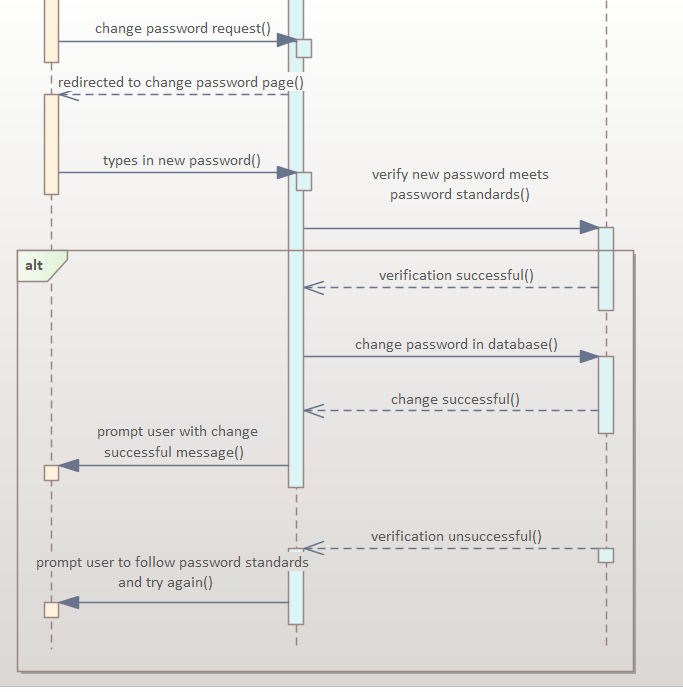 change password request()
redirected to change password page()
types in new password()
verify new password meets
password standards()
alt
verification successful()
change password in database()
change successful()
prompt user with change
successful message()
verification unsuccessful()
prompt user to follow password standards
and try again()